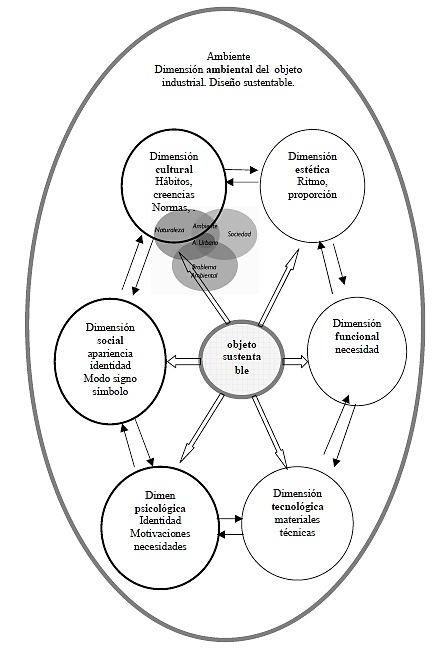 Ambiente
Dimensión ambiental del objeto
industrial. Diseño sustentable.
Dimensión
cultural
Hábitos,
creencias
Normas, .
Dimensión
estética
Ritmo,
proporción
Naturaleza
Ambiente
Sociedad
A. Urbano
Problema
Ambiental
Dimensión
social
apariencia
identidad
Modo signo
símbolo
objeto
sustenta
ble
Dimensión
funcional
necesidad
Dimen
psicológica
Identidad
Motivaciones
necesidades
Dimensión
tecnológica
materiales
técnicas